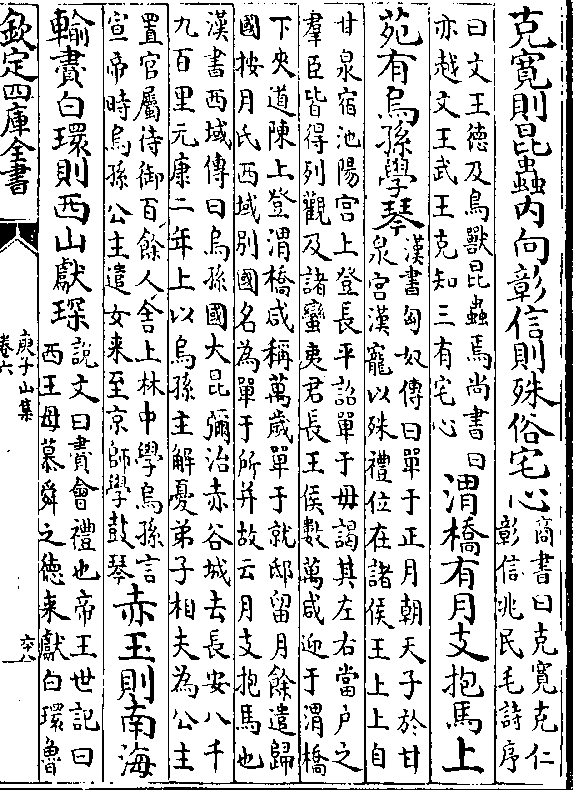 克寛則昆蟲内向彰信則殊俗宅心
商書曰克寛克仁
彰信兆民毛詩序
曰文王德及鳥獸昆蟲焉尚書曰
亦越文王武王克知三有宅心
渭橋有月支抱馬上
苑有烏孫學琴
漢書匈奴傳曰單于正月朝天子於甘
泉宫漢寵以殊禮位在諸侯王上上自
甘泉宿池陽宫上登長平詔單于毋謁其左右當戶之
羣臣皆得列觀及諸蠻夷君長王侯數萬咸迎于渭橋
下夾道陳上登渭橋咸稱萬歲單于就邸留月餘遣歸
國按月氏西域别國名為單于所并故云月支抱馬也
漢書西域傳曰烏孫國大昆彌治赤谷城去長安八千
九百里元康二年上以烏孫主解憂弟子相夫為公主
置官屬侍御百餘人舍上林中學烏孫言
宣帝時烏孫公主遣女来至京師學鼓琴
赤玉則南海
輸賮白環則西山獻琛
說文曰賮會禮也帝王世記曰
西王母慕舜之徳来獻白環魯
欽定四庫全書
庾子山集
卷六